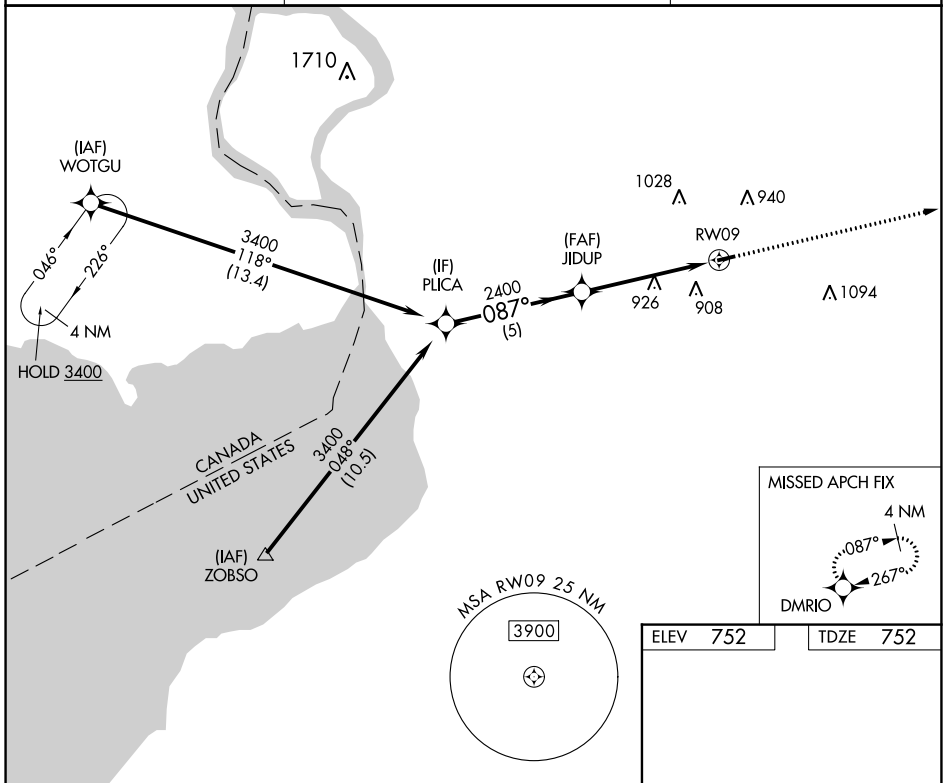 1710
(IAF)
WOTGU
046°
226°
4 NM
HOLD 3400
3400
118°
(13.4)
(IF)
PLICA
2400
087°
(5)
(FAF)
JIDUP
1028
940
RW09
926
908
1094
CANADA
UNITED STATES
3400
048°
(10.5)
(IAF)
ZOBSO
MSA RW09 25 NM
3900
MISSED APCH FIX
4 NM
087°
267°
DMRIO
ELEV 752
TDZE 752